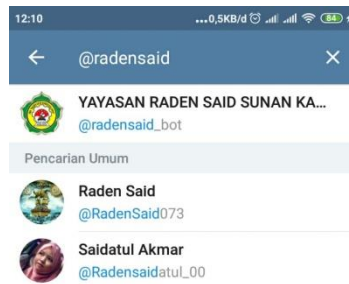 12:10
...0,5KB/d
84
@radensaid
YAYASAN RADEN SAID SUNAN KA...
@radensaid_bot
Pencarian Umum
Raden Said
@RadenSaid073
Saidatul Akmar
@Radensaidatul_00